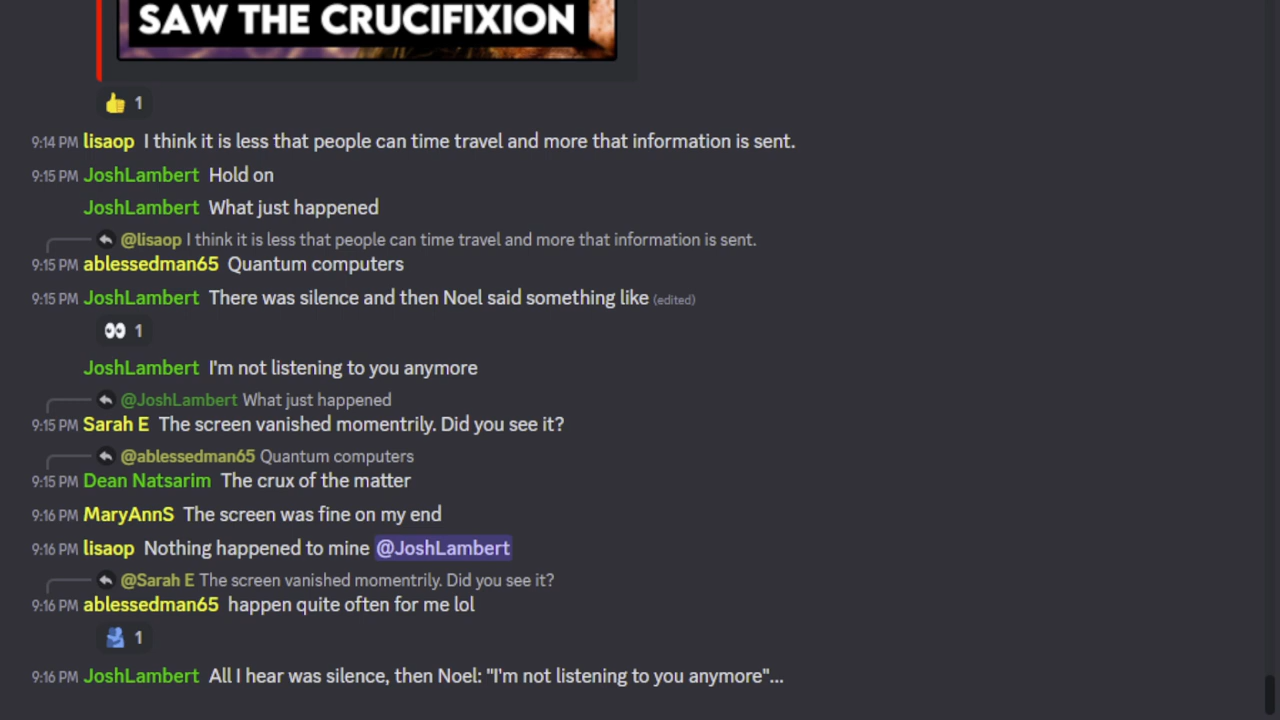 SAW THE CRUCIFIXION
👍 1
9:14 PM lisaop I think it is less that people can time travel and more that information is sent.
9:15 PM JoshLambert Hold on
JoshLambert What just happened
@lisaop I think it is less that people can time travel and more that information is sent.
9:15 PM ablessedman65 Quantum computers
9:15 PM JoshLambert There was silence and then Noel said something like (edited)
👀 1
JoshLambert I'm not listening to you anymore
@JoshLambert What just happened
9:15 PM Sarah E The screen vanished momentrily. Did you see it?
@ablessedman65 Quantum computers
9:15 PM Dean Natsarim The crux of the matter
9:16 PM MaryAnnS The screen was fine on my end
9:16 PM lisaop Nothing happened to mine @JoshLambert
@Sarah E The screen vanished momentrily. Did you see it?
9:16 PM ablessedman65 happen quite often for me lol
🫂 1
9:16 PM JoshLambert All I hear was silence, then Noel: "I'm not listening to you anymore"...